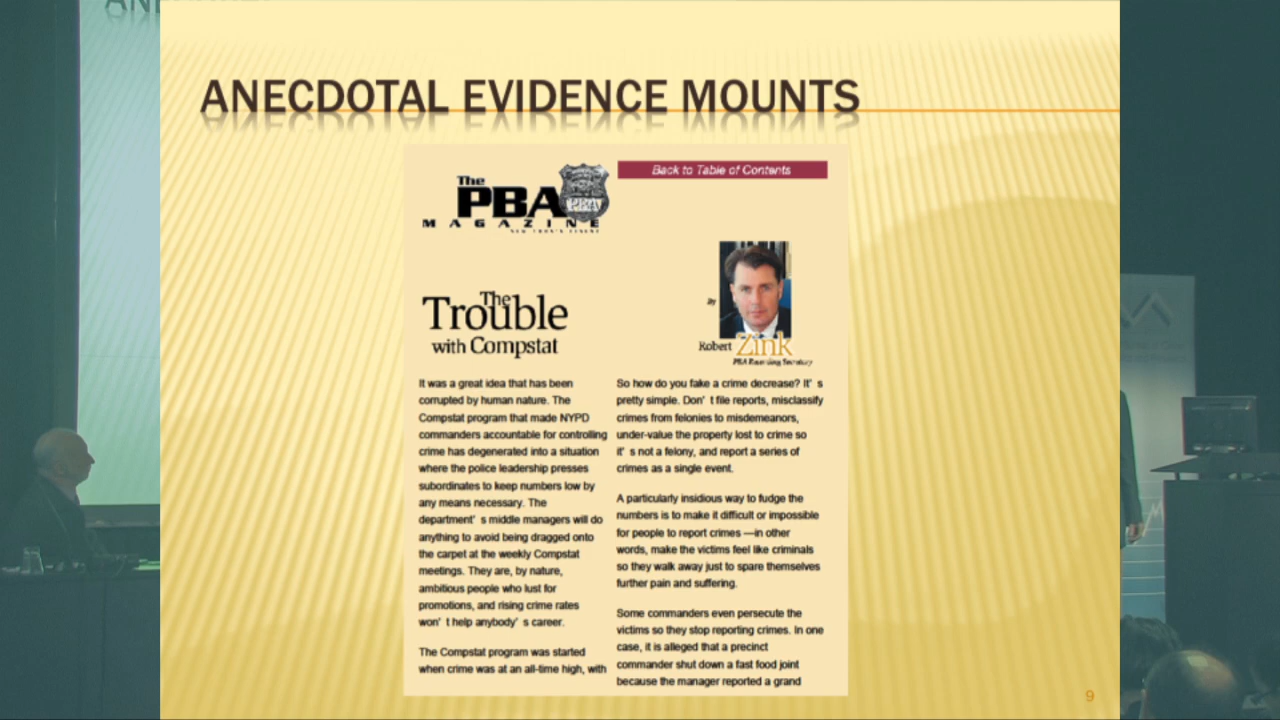 ANECDOTAL EVIDENCE MOUNTS
The
PBA
MAGAZINE
Back to Table of Contents
The
Trouble
with Compstat
By
Robert Zink
PBA Recording Secretary
It was a great idea that has been
corrupted by human nature. The
Compstat program that made NYPD
commanders accountable for controlling
crime has degenerated into a situation
where the police leadership presses
subordinates to keep numbers low by
any means necessary. The
department' s middle managers will do
anything to avoid being dragged onto
the carpet at the weekly Compstat
meetings. They are, by nature,
ambitious people who lust for
promotions, and rising crime rates
won' t help anybody' s career.
The Compstat program was started
when crime was at an all-time high, with
So how do you fake a crime decrease? It' s
pretty simple. Don' t file reports, misclassify
crimes from felonies to misdemeanors,
under-value the property lost to crime so
it' s not a felony, and report a series of
crimes as a single event.
A particularly insidious way to fudge the
numbers is to make it difficult or impossible
for people to report crimes —in other
words, make the victims feel like criminals
so they walk away just to spare themselves
further pain and suffering.
Some commanders even persecute the
victims so they stop reporting crimes. In one
case, it is alleged that a precinct
commander shut down a fast food joint
because the manager reported a grand
9